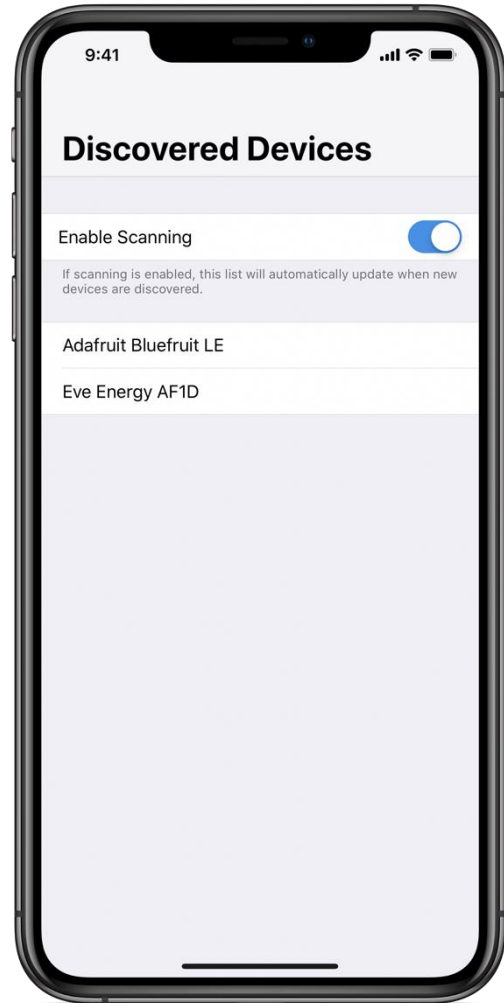 9:41
Discovered Devices
Enable Scanning
If scanning is enabled, this list will automatically update when new
devices are discovered.
Adafruit Bluefruit LE
Eve Energy AF1D